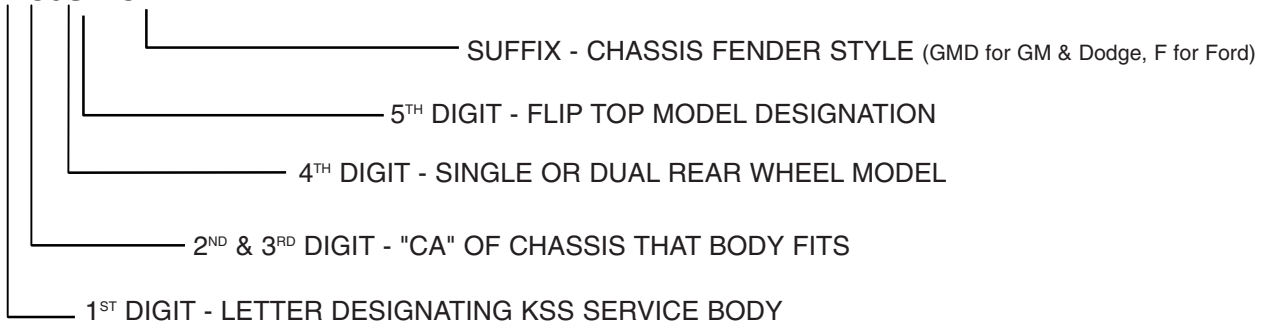 SUFFIX - CHASSIS FENDER STYLE (GMD for GM & Dodge, F for Ford)
5TH DIGIT - FLIP TOP MODEL DESIGNATION
4TH DIGIT - SINGLE OR DUAL REAR WHEEL MODEL
2ND & 3RD DIGIT - "CA" OF CHASSIS THAT BODY FITS
1ST DIGIT - LETTER DESIGNATING KSS SERVICE BODY